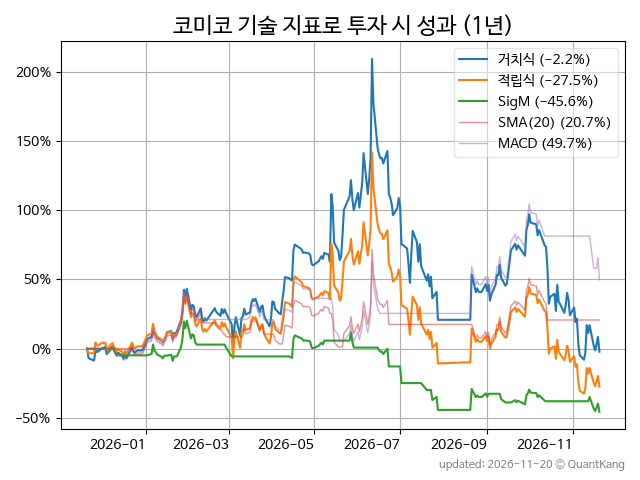 코미코 기술 지표로 투자 시 성과 (1년)
거치식 (−2.2%)
적립식 (−27.5%)
SigM (−45.6%)
SMA(20) (20.7%)
MACD (49.7%)
200%
150%
100%
50%
0%
−50%
2026-01 2026-03 2026-05 2026-07 2026-09 2026-11
updated: 2026-11-20 © QuantKang